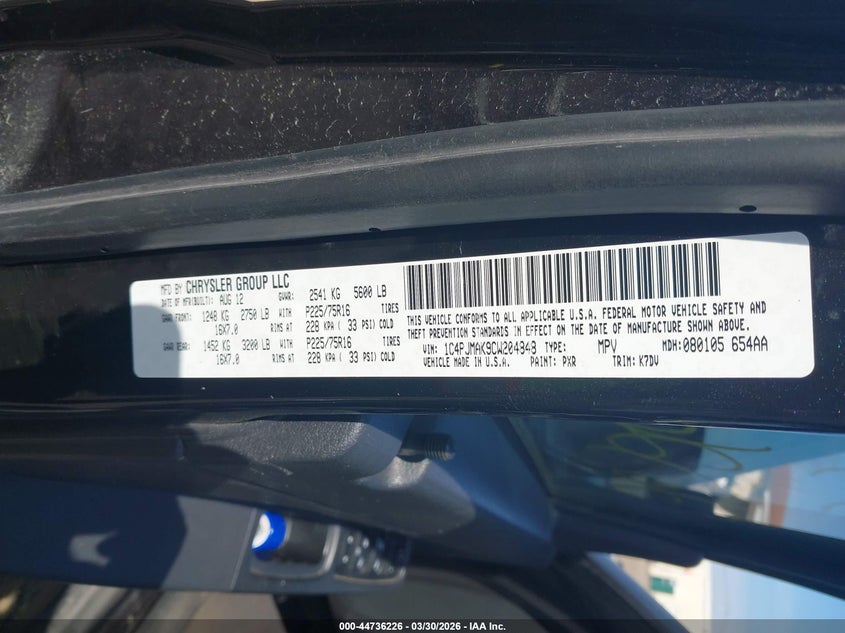 MFD BY CHRYSLER GROUP LLC
DATE OF MFR(BUILT): AUG 12 GVWR: 2541 KG 5600 LB
GAWR FRONT: 1248 KG 2750 LB WITH P225/75R16 TIRES
16X7.0 RIMS AT 228 KPA ( 33 PSI) COLD
GAWR REAR: 1452 KG 3200 LB WITH P225/75R16 TIRES
16X7.0 RIMS AT 228 KPA ( 33 PSI) COLD
THIS VEHICLE CONFORMS TO ALL APPLICABLE U.S.A. FEDERAL MOTOR VEHICLE SAFETY AND
THEFT PREVENTION STANDARDS IN EFFECT ON THE DATE OF MANUFACTURE SHOWN ABOVE.
VIN: 1C4PJMAK9CW204343 TYPE: MPV MDH: 080105 654AA
VEHICLE MADE IN U.S.A. PAINT: PXR TRIM: K7DV
000-44736226 - 03/30/2026 - IAA Inc.